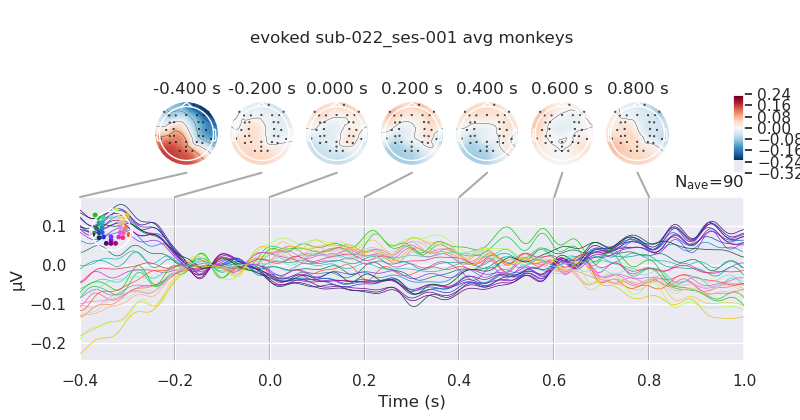 evoked sub-022_ses-001 avg monkeys
-0.400 s -0.200 s 0.000 s 0.200 s 0.400 s 0.600 s 0.800 s
0.24
0.16
0.08
0.00
−0.08
−0.16
−0.24
−0.32
Nave=90
0.1
0.0
−0.1
−0.2
µV
−0.4 −0.2 0.0 0.2 0.4 0.6 0.8 1.0
Time (s)